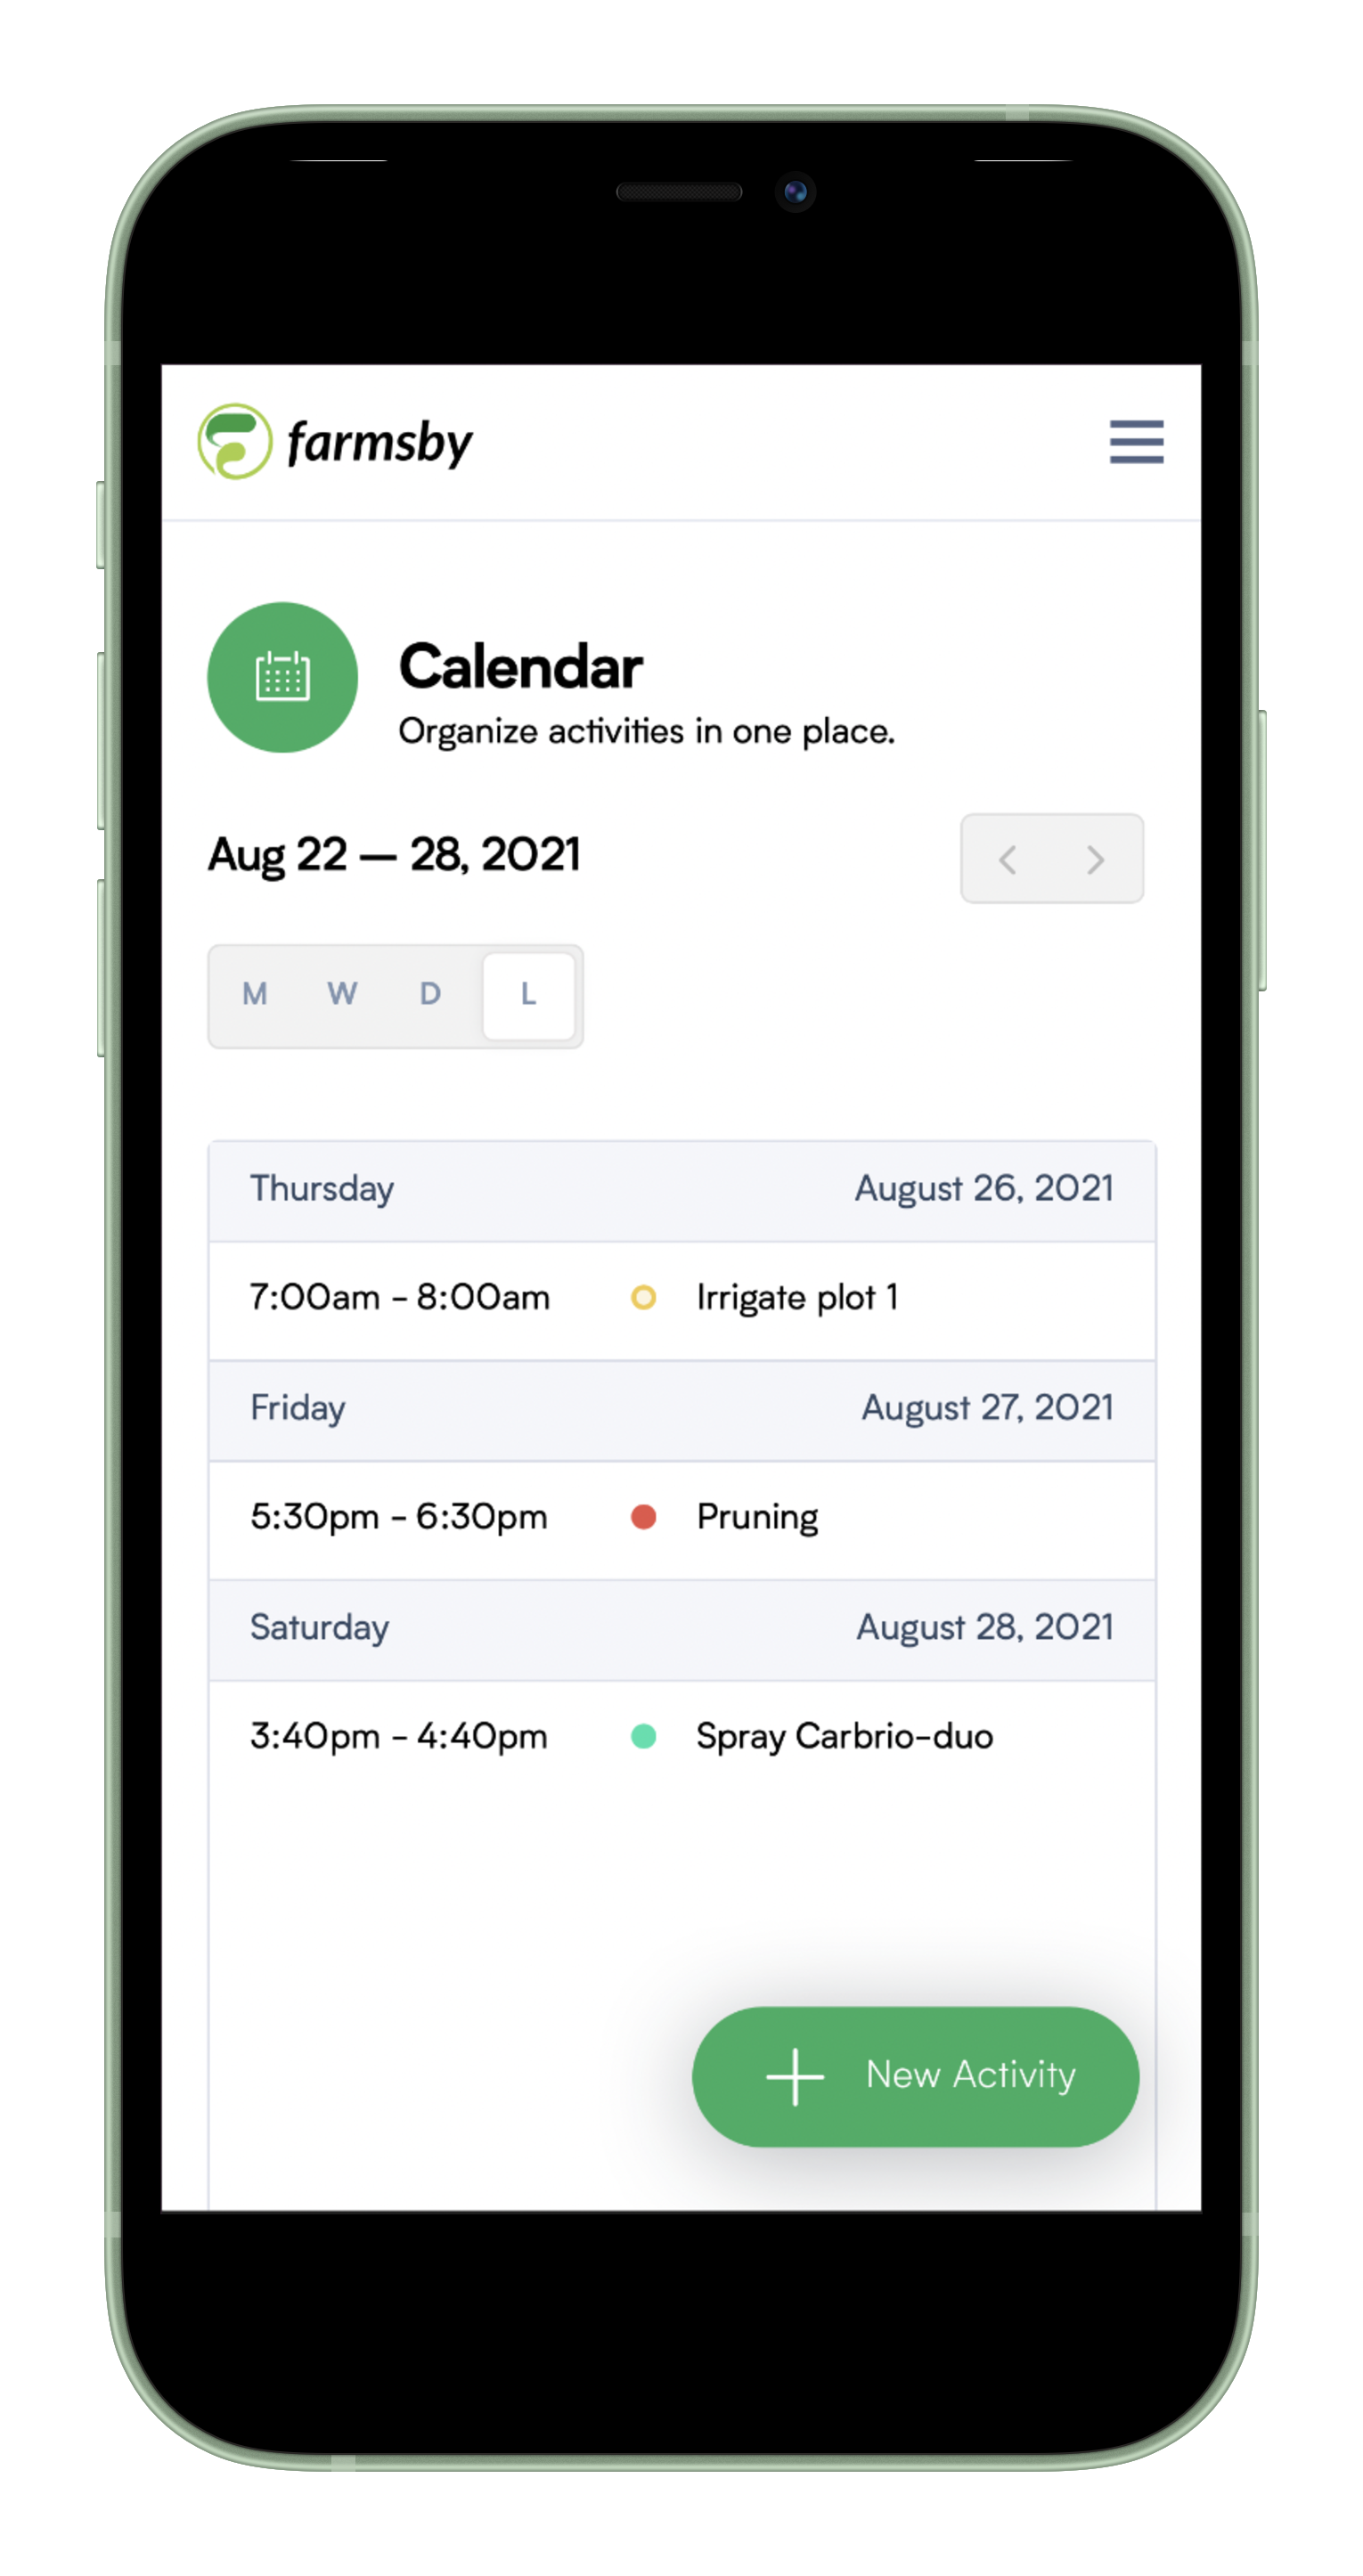 farmsby
Calendar
Organize activities in one place.
Aug 22 — 28, 2021
M W D L
Thursday August 26, 2021
7:00am - 8:00am Irrigate plot 1
Friday August 27, 2021
5:30pm - 6:30pm Pruning
Saturday August 28, 2021
3:40pm - 4:40pm Spray Carbrio-duo
New Activity